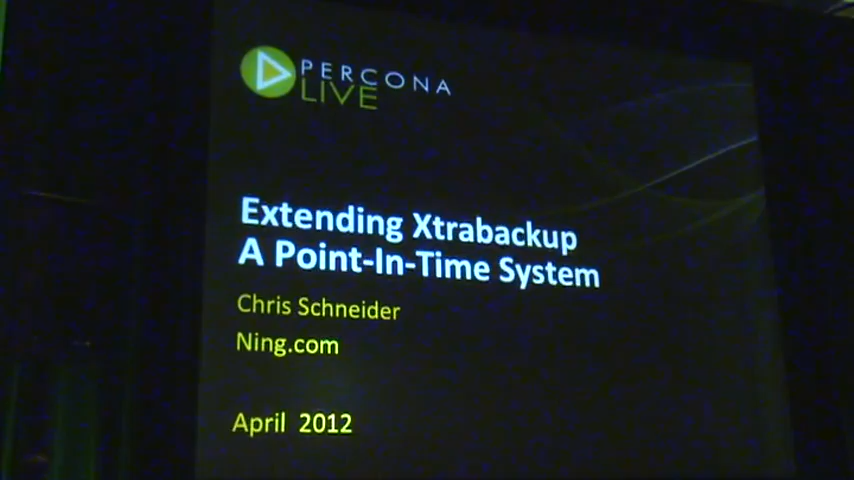 PERCONA
LIVE
Extending Xtrabackup
A Point-In-Time System
Chris Schneider
Ning.com
April 2012